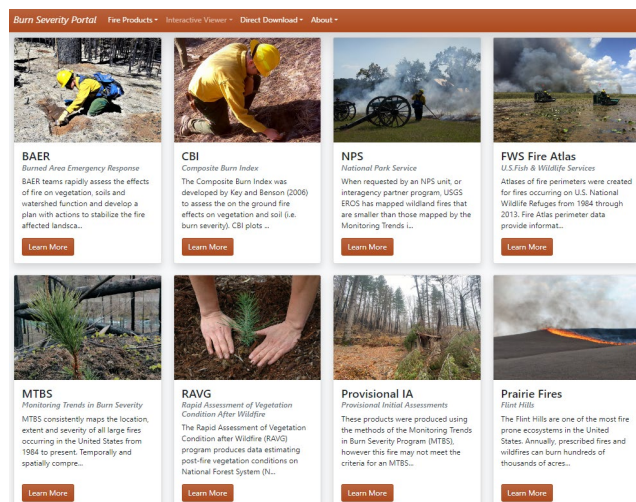 Burn Severity Portal Fire Products Interactive Viewer Direct Download About
BAER
Burned Area Emergency Response
BAER teams rapidly assess the effects
of fire on vegetation, soils and
watershed function and develop a
plan with actions to stabilize the fire
affected landsca...
Learn More
CBI
Composite Burn Index
The Composite Burn Index was
developed by Key and Benson (2006)
to assess the on the ground fire
effects on vegetation and soil (i.e.
burn severity). CBI plots ...
Learn More
NPS
National Park Service
When requested by an NPS unit, or
interagency partner program, USGS
EROS has mapped wildland fires that
are smaller than those mapped by the
Monitoring Trends i...
Learn More
FWS Fire Atlas
U.S.Fish & Wildlife Services
Atlases of fire perimeters were created
for fires occurring on U.S. National
Wildlife Refuges from 1984 through
2013. Fire Atlas perimeter data
provide informat...
Learn More
MTBS
Monitoring Trends in Burn Severity
MTBS consistently maps the location,
extent and severity of all large fires
occurring in the United States from
1984 to present. Temporally and
spatially compre...
Learn More
RAVG
Rapid Assessment of Vegetation
Condition After Wildfire
The Rapid Assessment of Vegetation
Condition after Wildfire (RAVG)
program produces data estimating
post-fire vegetation conditions on
National Forest System (N...
Learn More
Provisional IA
Provisional Initial Assessments
These products were produced using
the methods of the Monitoring Trends
in Burn Severity Program (MTBS),
however this fire may not meet the
criteria for an MTBS...
Learn More
Prairie Fires
Flint Hills
The Flint Hills are one of the most fire
prone ecosystems in the United
States. Annually, prescribed fires and
wildfires can burn hundreds of
thousands of acres...
Learn More